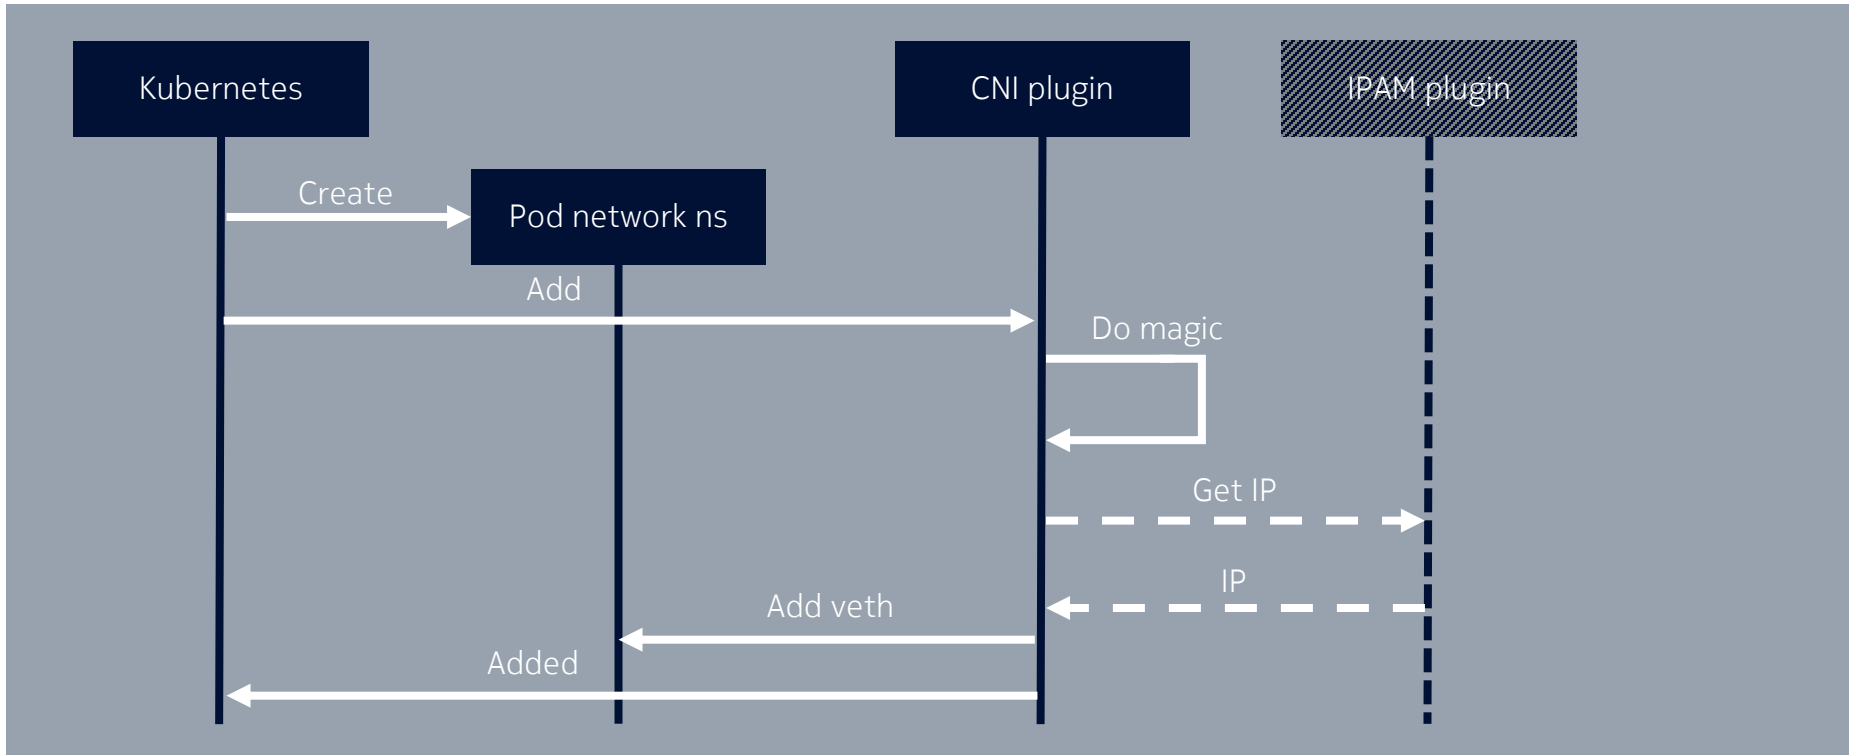 Kubernetes
CNI plugin
IPAM plugin
Create
Pod network ns
Add
Do magic
Get IP
IP
Add veth
Added